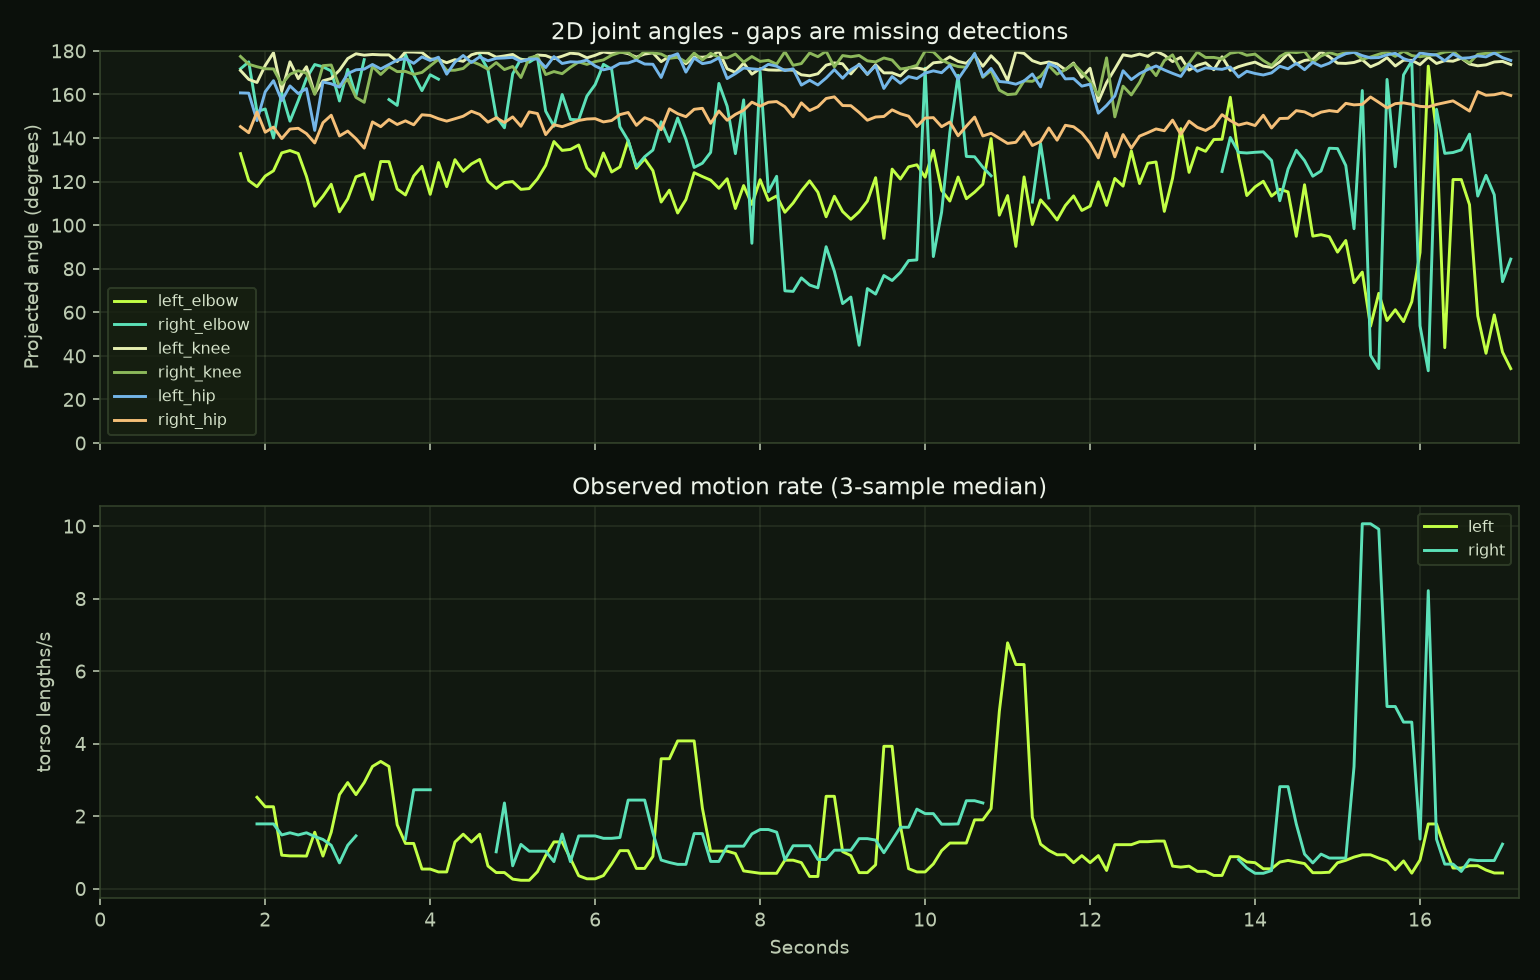 2D joint angles - gaps are missing detections
Projected angle (degrees)
180
160
140
120
100
80
60
40
20
0
left_elbow
right_elbow
left_knee
right_knee
left_hip
right_hip
Observed motion rate (3-sample median)
torso lengths/s
10
8
6
4
2
0
left
right
0 2 4 6 8 10 12 14 16
Seconds